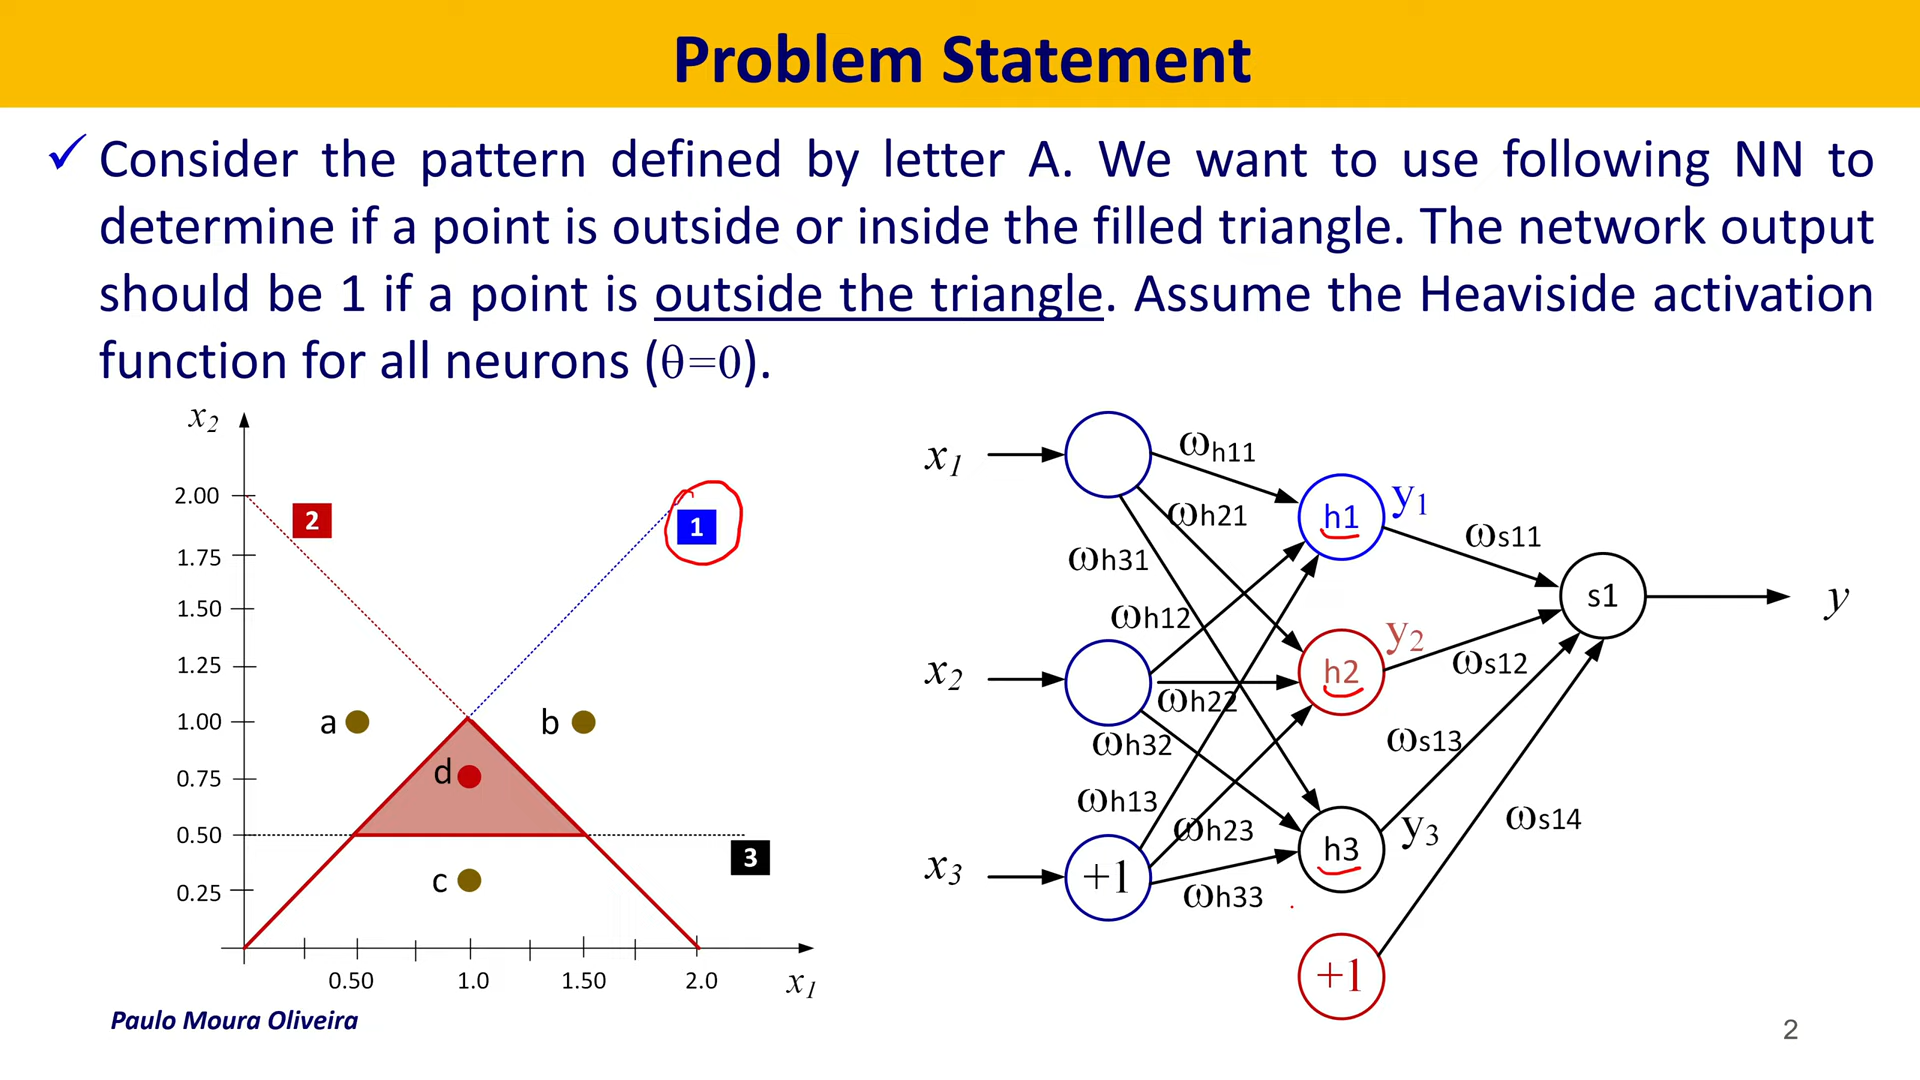 Problem Statement
✓ Consider the pattern defined by letter A. We want to use following NN to
determine if a point is outside or inside the filled triangle. The network output
should be 1 if a point is outside the triangle. Assume the Heaviside activation
function for all neurons (θ=0).
x2
2.00
1.75
1.50
1.25
1.00
0.75
0.50
0.25
2
1
3
a
b
d
c
0.50
1.0
1.50
2.0
x1
x1
x2
x3
+1
ωh11
ωh21
ωh31
ωh12
ωh22
ωh32
ωh13
ωh23
ωh33
h1
y1
h2
y2
h3
y3
+1
ωs11
ωs12
ωs13
ωs14
s1
y
Paulo Moura Oliveira
2